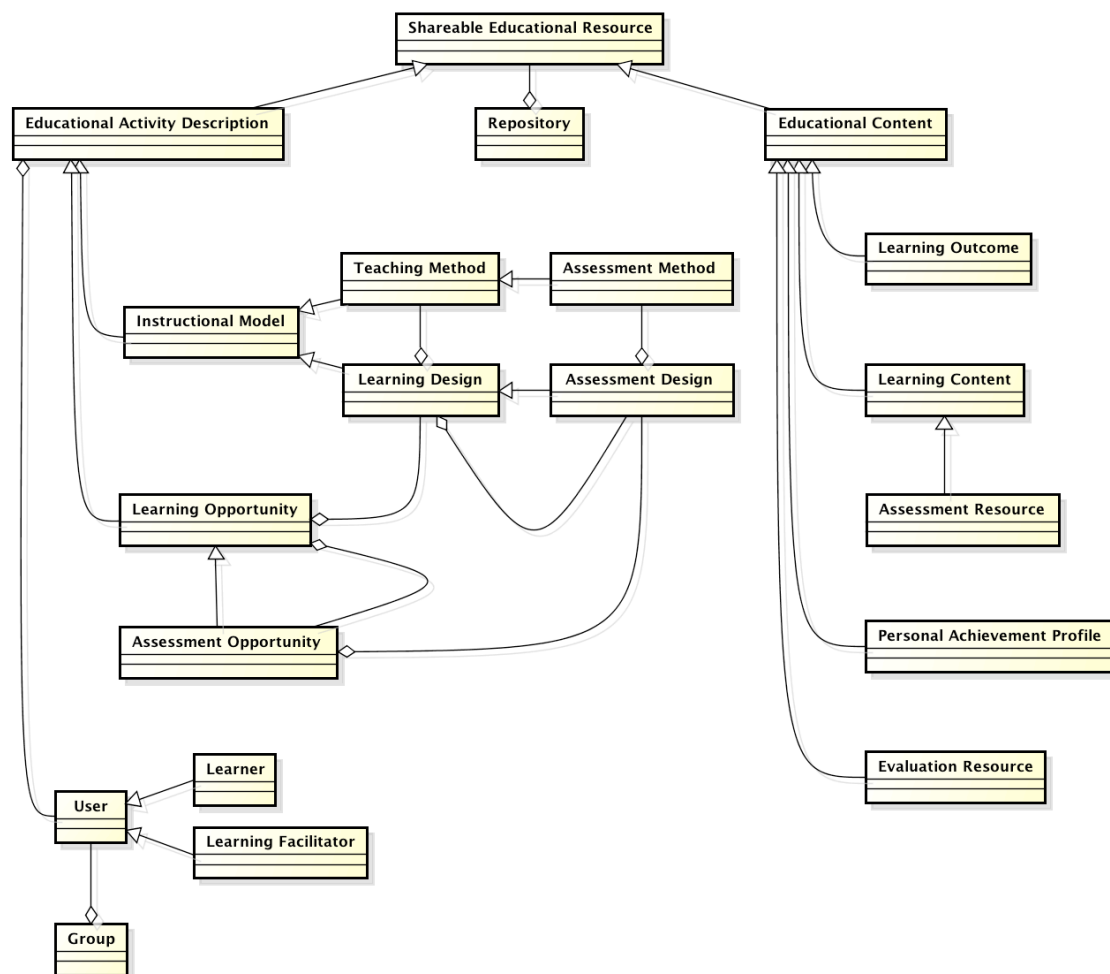 Shareable Educational Resource
Educational Activity Description
Repository
Educational Content
Learning Outcome
Teaching Method
Assessment Method
Instructional Model
Learning Design
Assessment Design
Learning Content
Learning Opportunity
Assessment Resource
Assessment Opportunity
Personal Achievement Profile
Learner
Evaluation Resource
User
Learning Facilitator
Group